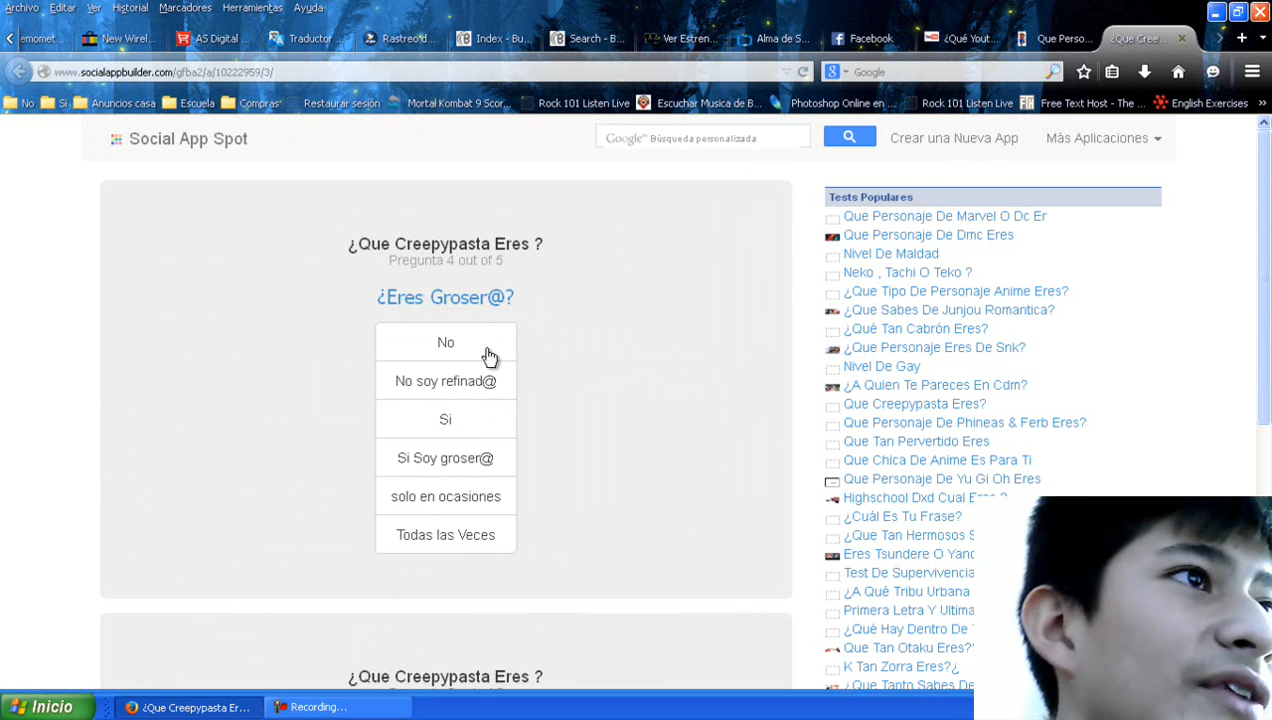 Archivo Editar Ver Historial Marcadores Herramientas Ayuda
emomet... New Wirel... AS Digital ... Traductor ... Rastreo d... Index - Bu... Search - B... Ver Estren... Alma de S... Facebook ¿Qué Yout... Que Perso... ¿Que Cree...
www.socialappbuilder.com/gfba2/a/10222959/3/ Google
No Si Anuncios casa Escuela Compras Restaurar sesión Mortal Kombat 9 Scor... Rock 101 Listen Live Escuchar Musica de B... Photoshop Online en ... Rock 101 Listen Live Free Text Host - The ... English Exercises
Social App Spot Google™ Búsqueda personalizada Crear una Nueva App Más Aplicaciones
¿Que Creepypasta Eres ?
Pregunta 4 out of 5
¿Eres Groser@?
No
No soy refinad@
Si
Si Soy groser@
solo en ocasiones
Todas las Veces
¿Que Creepypasta Eres ?
Tests Populares
Que Personaje De Marvel O Dc Er
Que Personaje De Dmc Eres
Nivel De Maldad
Neko , Tachi O Teko ?
¿Que Tipo De Personaje Anime Eres?
¿Que Sabes De Junjou Romantica?
¿Qué Tan Cabrón Eres?
¿Que Personaje Eres De Snk?
Nivel De Gay
¿A Quien Te Pareces En Cdm?
Que Creepypasta Eres?
Que Personaje De Phineas & Ferb Eres?
Que Tan Pervertido Eres
Que Chica De Anime Es Para Ti
Que Personaje De Yu Gi Oh Eres
Highschool Dxd Cual Eres ?
¿Cuál Es Tu Frase?
¿Que Tan Hermosos S
Eres Tsundere O Yand
Test De Supervivencia
¿A Qué Tribu Urbana
Primera Letra Y Ultima
¿Qué Hay Dentro De
Que Tan Otaku Eres?
K Tan Zorra Eres?¿
¿Que Tanto Sabes De
Inicio ¿Que Creepypasta Er... Recording...